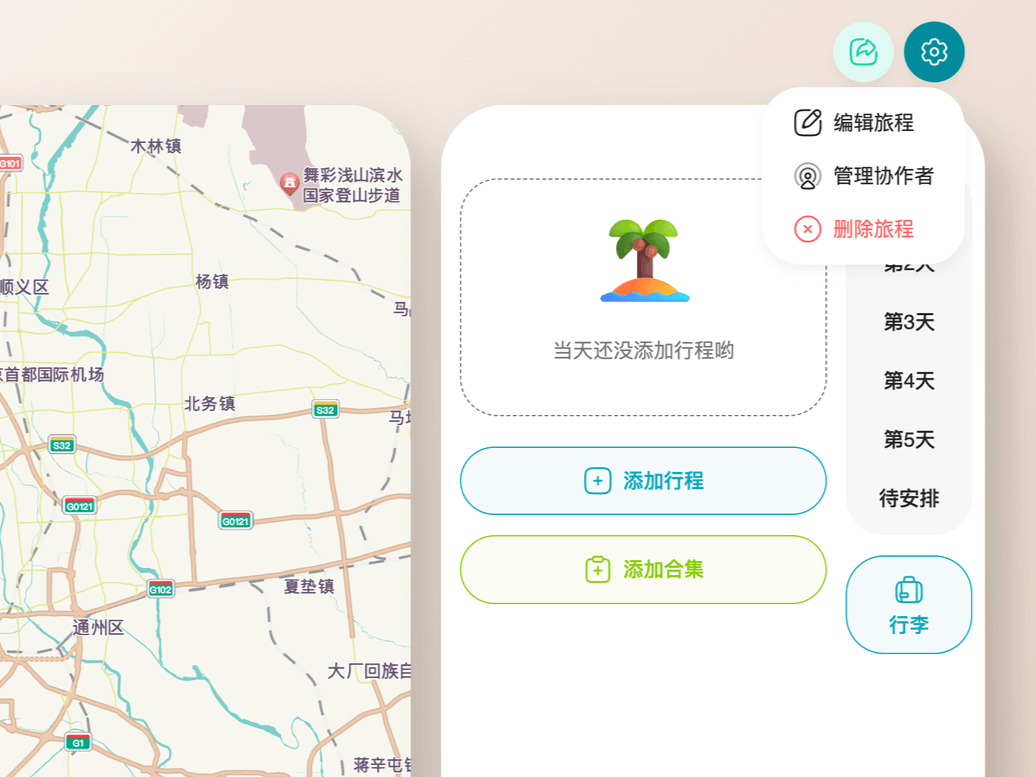 木林镇
G101
舞彩浅山滨水
国家登山步道
顺义区
杨镇
首都国际机场
北务镇
S32
S32
G0121
G0121
G102
夏垫镇
通州区
大厂回族自
G1
蒋辛屯
编辑旅程
管理协作者
删除旅程
当天还没添加行程哟
添加行程
添加合集
第2天
第3天
第4天
第5天
待安排
行李